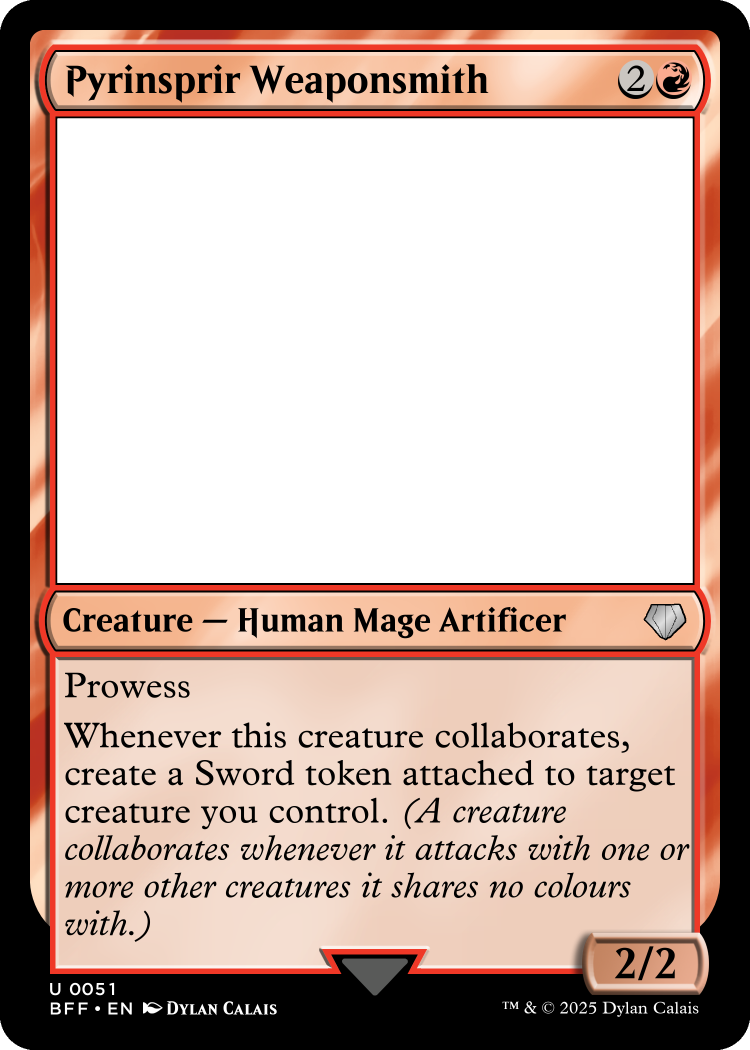 Pyrinsprir Weaponsmith 2
Creature — Human Mage Artificer
Prowess
Whenever this creature collaborates,
create a Sword token attached to target
creature you control. (A creature
collaborates whenever it attacks with one or
more other creatures it shares no colours
with.)
2/2
U 0051
BFF • EN Dylan Calais
™ & © 2025 Dylan Calais